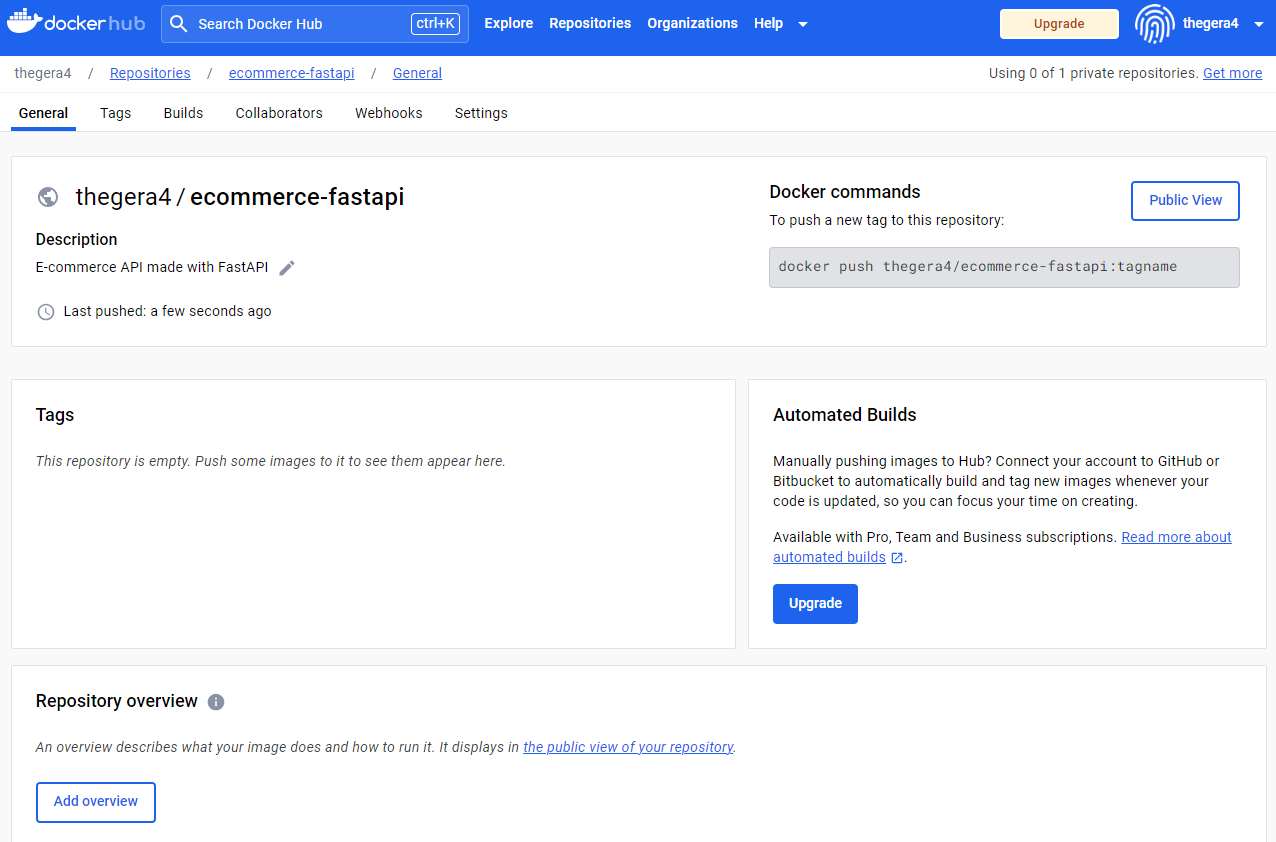 dockerhub Search Docker Hub ctrl+K Explore Repositories Organizations Help Upgrade thegera4
thegera4 / Repositories / ecommerce-fastapi / General Using 0 of 1 private repositories. Get more
General Tags Builds Collaborators Webhooks Settings
thegera4 / ecommerce-fastapi
Description
E-commerce API made with FastAPI
Last pushed: a few seconds ago
Docker commands
Public View
To push a new tag to this repository:
docker push thegera4/ecommerce-fastapi:tagname
Tags
This repository is empty. Push some images to it to see them appear here.
Automated Builds
Manually pushing images to Hub? Connect your account to GitHub or
Bitbucket to automatically build and tag new images whenever your
code is updated, so you can focus your time on creating.
Available with Pro, Team and Business subscriptions. Read more about
automated builds.
Upgrade
Repository overview
An overview describes what your image does and how to run it. It displays in the public view of your repository.
Add overview